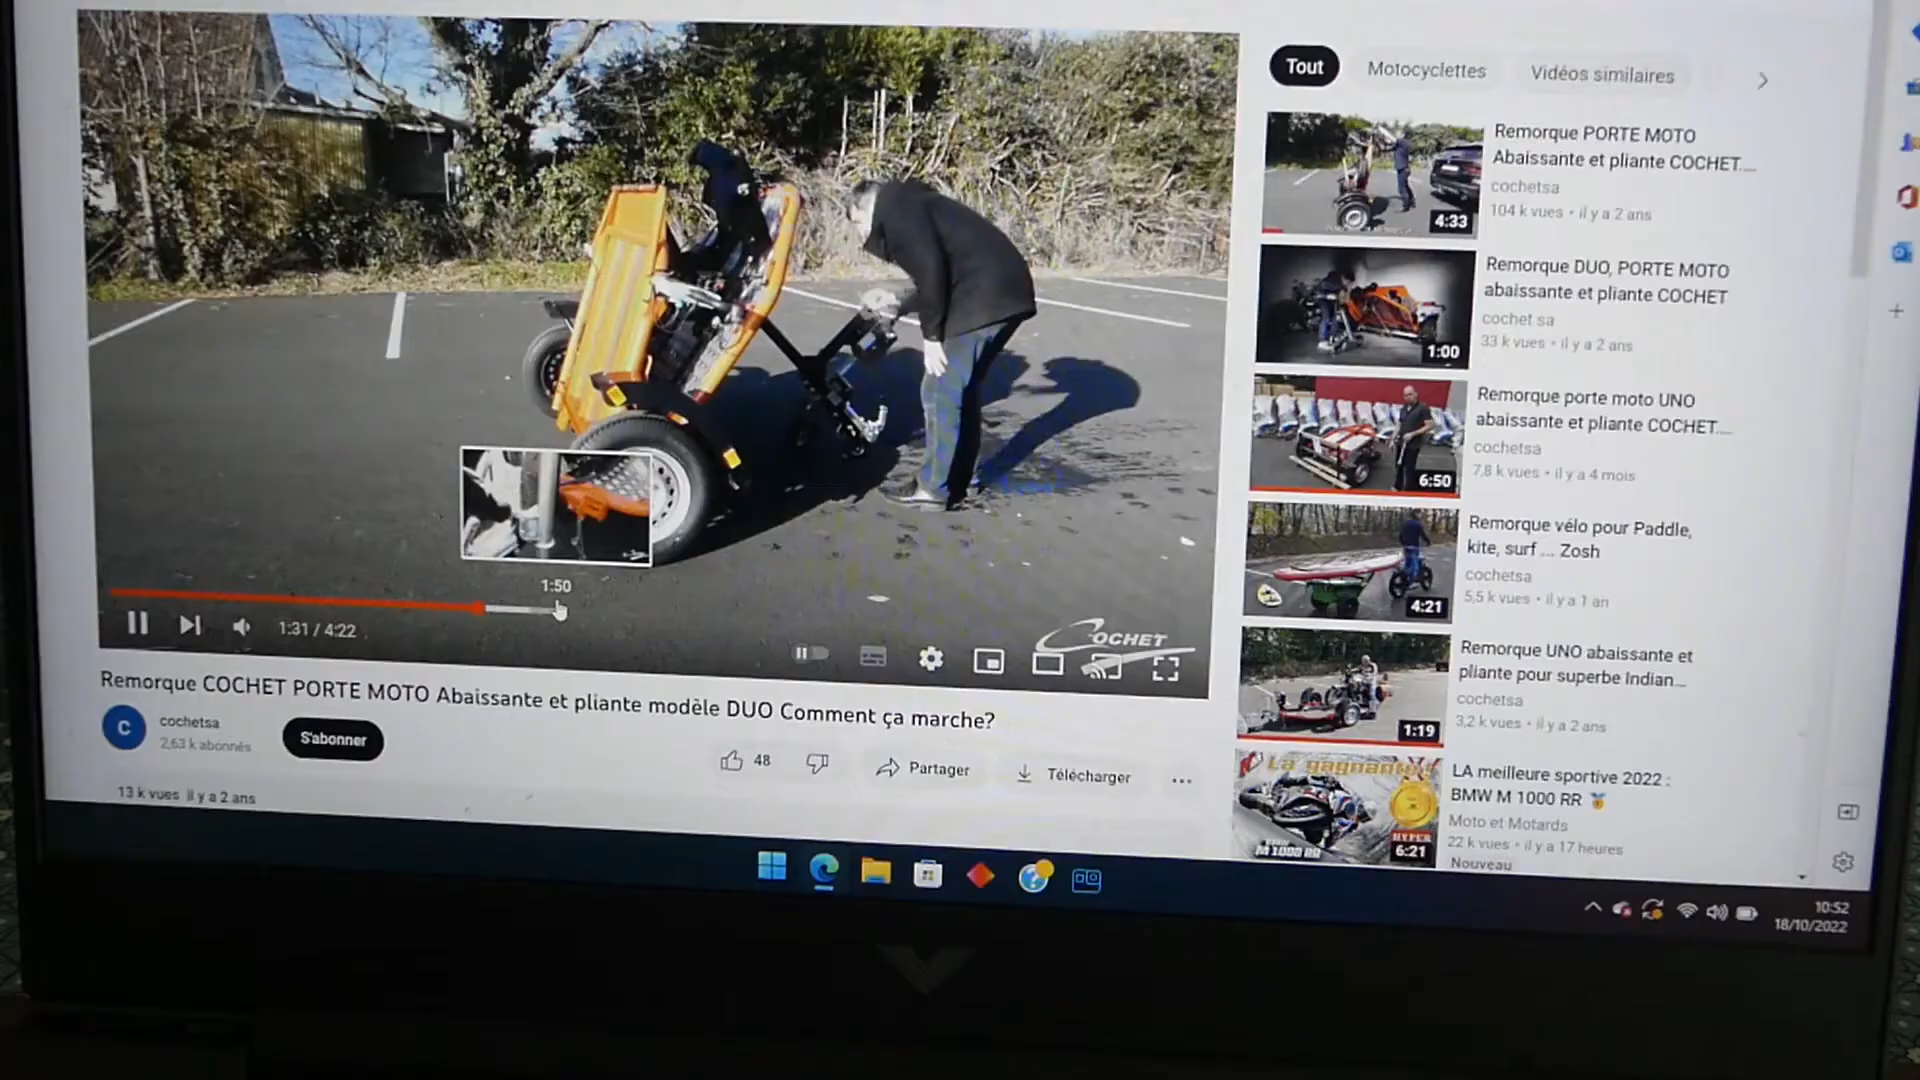 COCHET
1:50
1:31 / 4:22
Remorque COCHET PORTE MOTO Abaissante et pliante modèle DUO Comment ça marche?
C
cochetsa
2,63 k abonnés
S'abonner
48
Partager
Télécharger
13 k vues il y a 2 ans
Tout
Motocyclettes
Vidéos similaires
4:33
Remorque PORTE MOTO
Abaissante et pliante COCHET....
cochetsa
104 k vues • il y a 2 ans
1:00
Remorque DUO, PORTE MOTO
abaissante et pliante COCHET
cochet sa
33 k vues • il y a 2 ans
6:50
Remorque porte moto UNO
abaissante et pliante COCHET....
cochetsa
7,8 k vues • il y a 4 mois
4:21
Remorque vélo pour Paddle,
kite, surf ... Zosh
cochetsa
5,5 k vues • il y a 1 an
1:19
Remorque UNO abaissante et
pliante pour superbe Indian...
cochetsa
3,2 k vues • il y a 2 ans
La gagnante!
M 1000 RR
HYPER
6:21
LA meilleure sportive 2022 :
BMW M 1000 RR
Moto et Motards
22 k vues • il y a 17 heures
Nouveau
10:52
18/10/2022